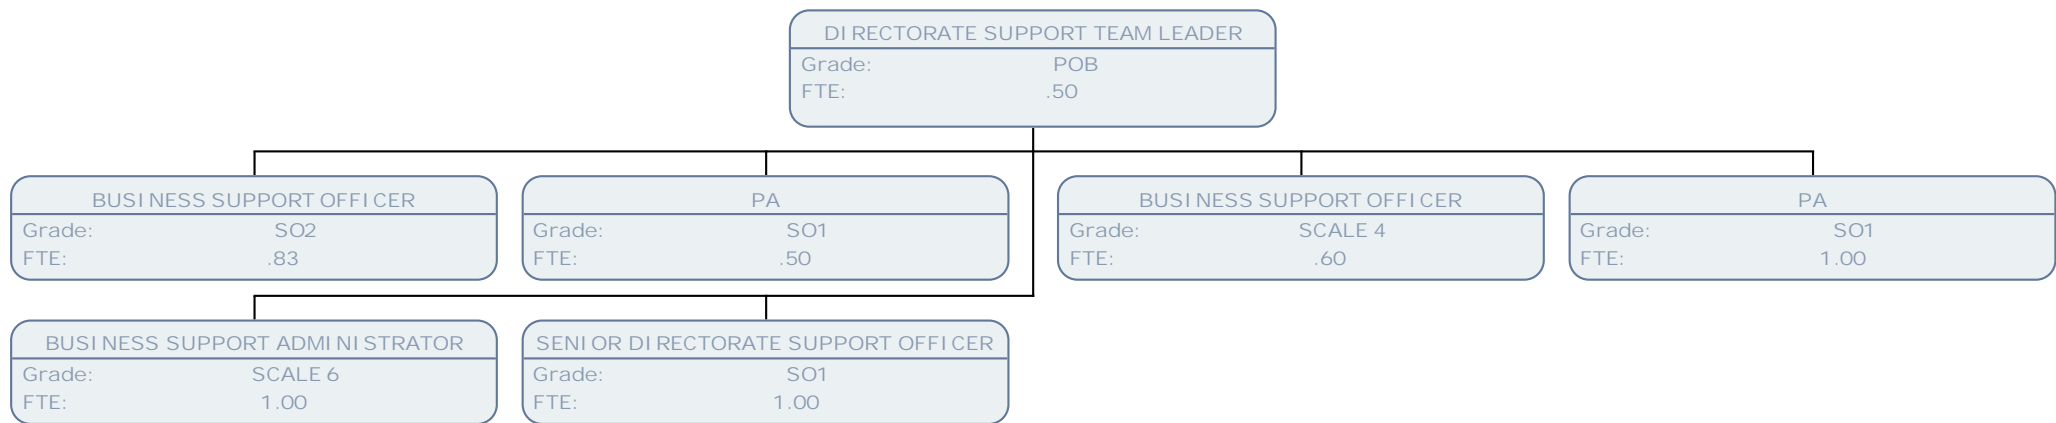 DIRECTORATE SUPPORT TEAM LEADER
Grade: POB
FTE: .50
BUSINESS SUPPORT OFFICER
Grade: SO2
FTE: .83
PA
Grade: SO1
FTE: .50
BUSINESS SUPPORT OFFICER
Grade: SCALE 4
FTE: .60
PA
Grade: SO1
FTE: 1.00
BUSINESS SUPPORT ADMINISTRATOR
Grade: SCALE 6
FTE: 1.00
SENIOR DIRECTORATE SUPPORT OFFICER
Grade: SO1
FTE: 1.00